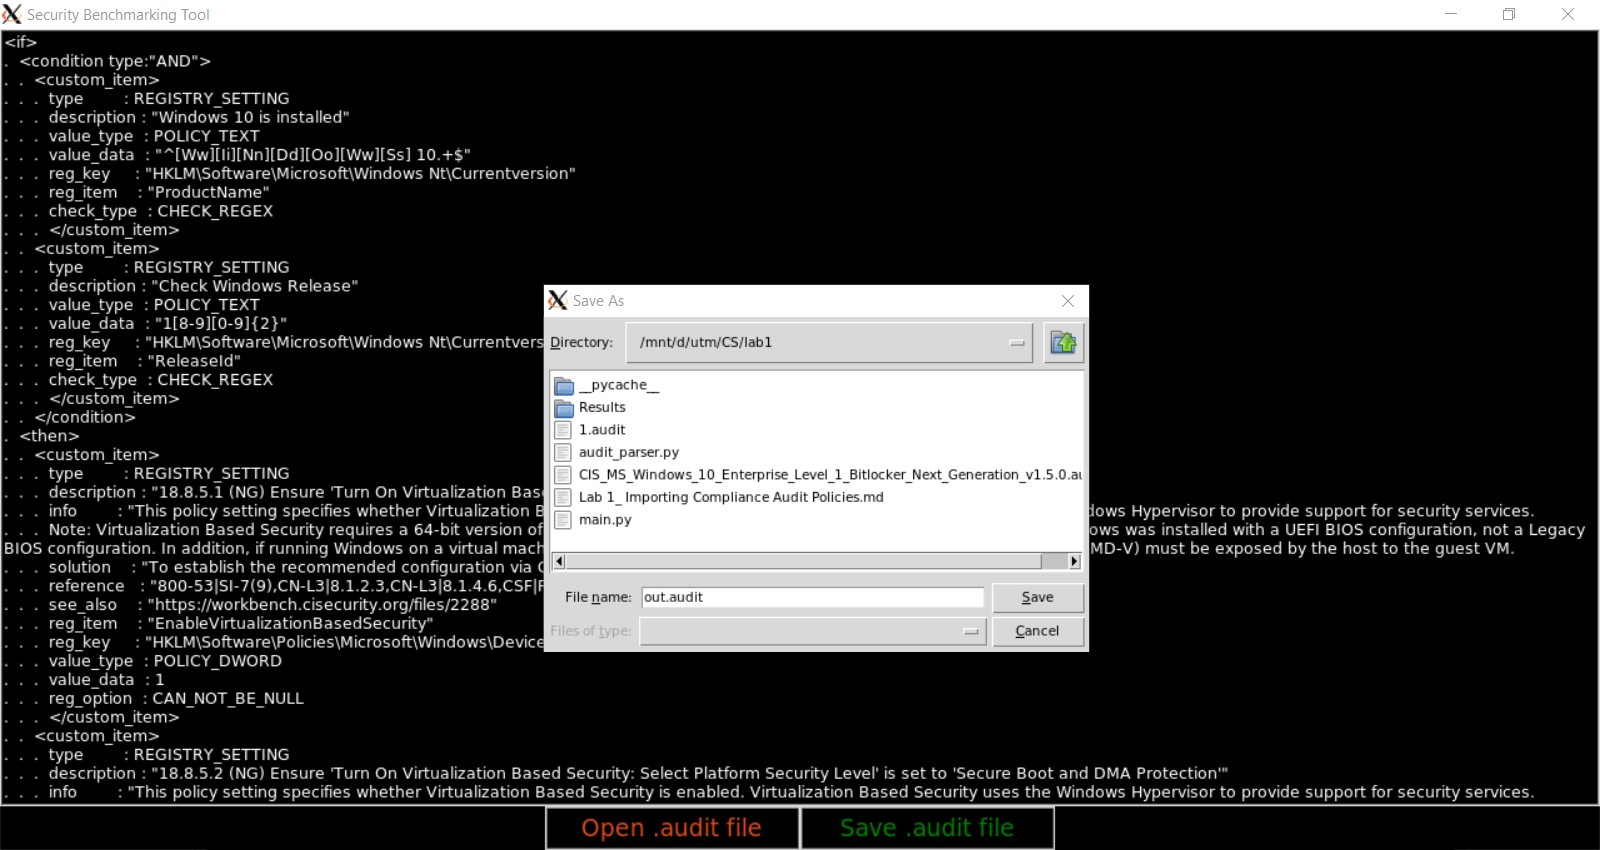 Security Benchmarking Tool
<if>
. <condition type:"AND">
. . <custom_item>
. . . type : REGISTRY_SETTING
. . . description : "Windows 10 is installed"
. . . value_type : POLICY_TEXT
. . . value_data : "^[Ww][Ii][Nn][Dd][Oo][Ww][Ss] 10.+$"
. . . reg_key : "HKLM\Software\Microsoft\Windows Nt\Currentversion"
. . . reg_item : "ProductName"
. . . check_type : CHECK_REGEX
. . . </custom_item>
. . <custom_item>
. . . type : REGISTRY_SETTING
. . . description : "Check Windows Release"
. . . value_type : POLICY_TEXT
. . . value_data : "1[8-9][0-9]{2}"
. . . reg_key : "HKLM\Software\Microsoft\Windows Nt\Currentvers
. . . reg_item : "ReleaseId"
. . . check_type : CHECK_REGEX
. . . </custom_item>
. . </condition>
. <then>
. . <custom_item>
. . . type : REGISTRY_SETTING
. . . description : "18.8.5.1 (NG) Ensure 'Turn On Virtualization Bas
. . . info : "This policy setting specifies whether Virtualization B dows Hypervisor to provide support for security services.
. . . Note: Virtualization Based Security requires a 64-bit version of ows was installed with a UEFI BIOS configuration, not a Legacy
BIOS configuration. In addition, if running Windows on a virtual mach MD-V) must be exposed by the host to the guest VM.
. . . solution : "To establish the recommended configuration via
. . . reference : "800-53|SI-7(9),CN-L3|8.1.2.3,CN-L3|8.1.4.6,CSF|
. . . see_also : "https://workbench.cisecurity.org/files/2288"
. . . reg_item : "EnableVirtualizationBasedSecurity"
. . . reg_key : "HKLM\Software\Policies\Microsoft\Windows\Device
. . . value_type : POLICY_DWORD
. . . value_data : 1
. . . reg_option : CAN_NOT_BE_NULL
. . . </custom_item>
. . <custom_item>
. . . type : REGISTRY_SETTING
. . . description : "18.8.5.2 (NG) Ensure 'Turn On Virtualization Based Security: Select Platform Security Level' is set to 'Secure Boot and DMA Protection'"
. . . info : "This policy setting specifies whether Virtualization Based Security is enabled. Virtualization Based Security uses the Windows Hypervisor to provide support for security services.
Save As
Directory: /mnt/d/utm/CS/lab1
__pycache__
Results
1.audit
audit_parser.py
CIS_MS_Windows_10_Enterprise_Level_1_Bitlocker_Next_Generation_v1.5.0.au
Lab 1_ Importing Compliance Audit Policies.md
main.py
File name: out.audit Save
Files of type: Cancel
Open .audit file Save .audit file